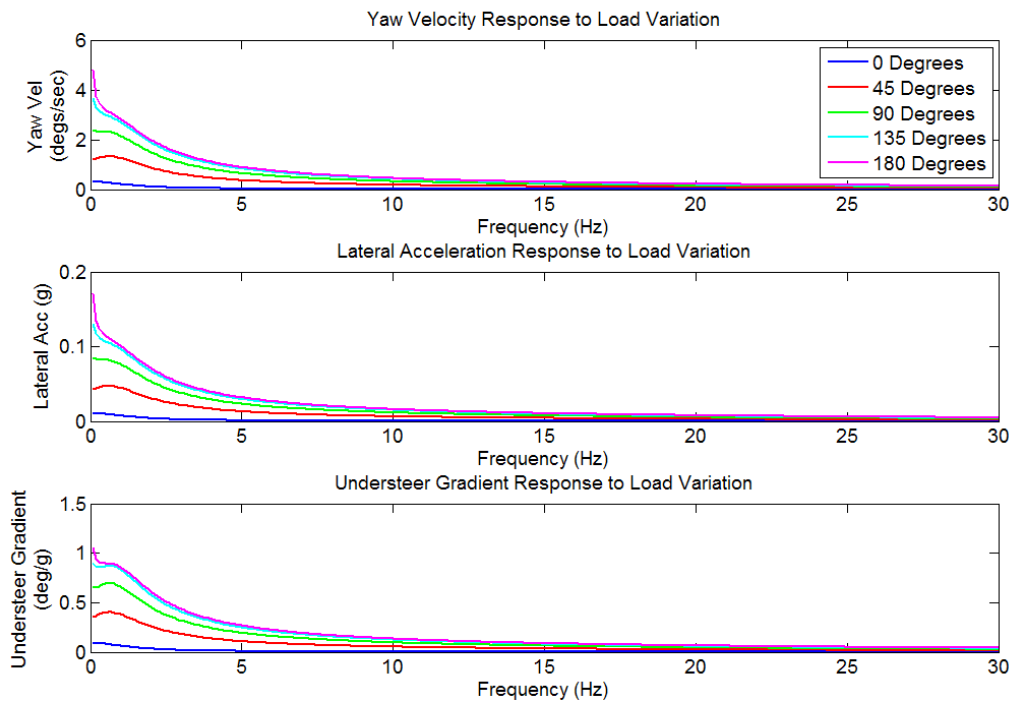 Yaw Velocity Response to Load Variation
6
4
2
0
Yaw Vel
(degs/sec)
0 Degrees
45 Degrees
90 Degrees
135 Degrees
180 Degrees
0 5 10 15 20 25 30
Frequency (Hz)
Lateral Acceleration Response to Load Variation
0.2
0.1
0
Lateral Acc (g)
0 5 10 15 20 25 30
Frequency (Hz)
Understeer Gradient Response to Load Variation
1.5
1
0.5
0
Understeer Gradient
(deg/g)
0 5 10 15 20 25 30
Frequency (Hz)